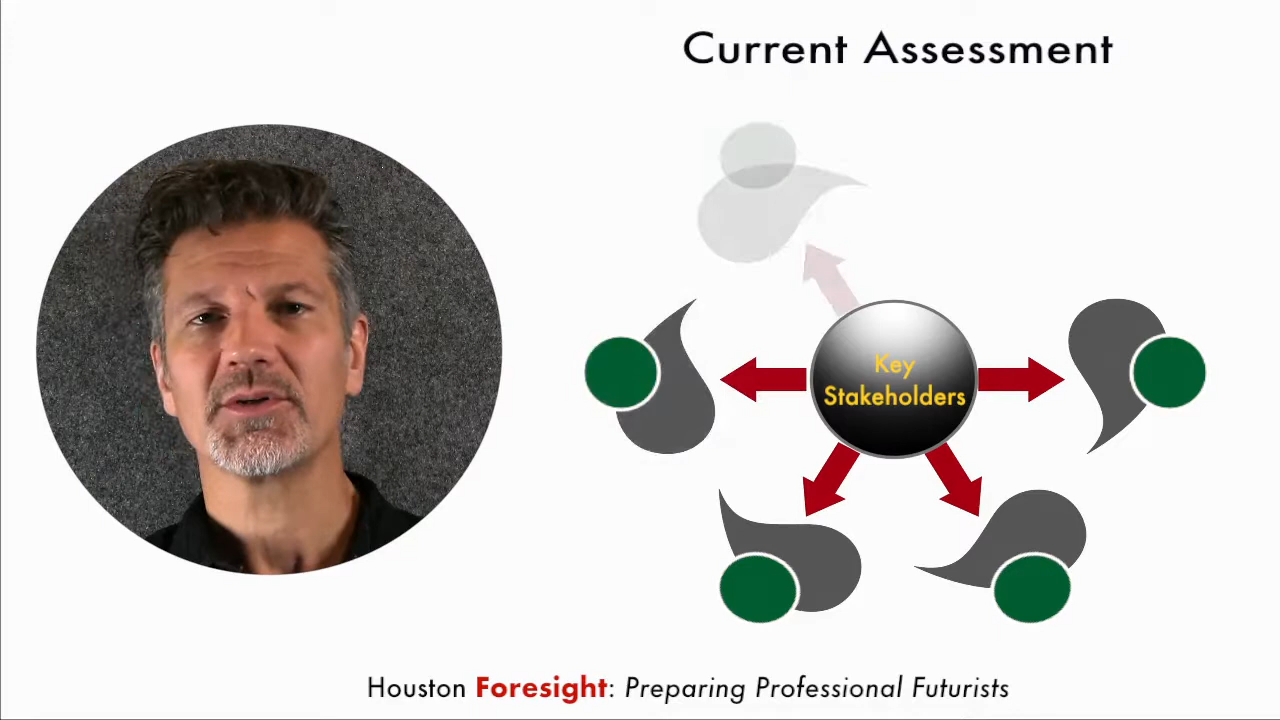 Current Assessment
Key
Stakeholders
Houston Foresight: Preparing Professional Futurists